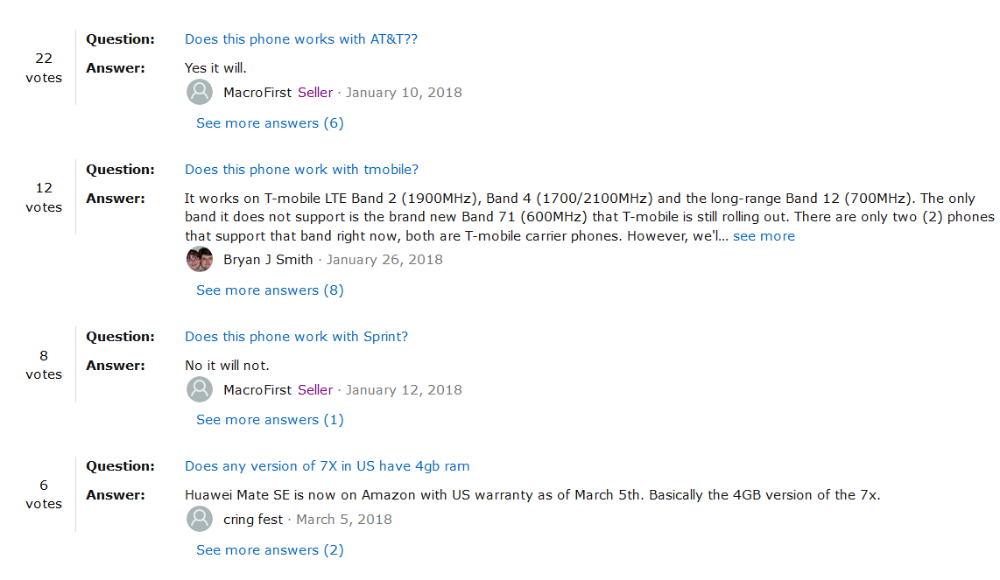 Question: Does this phone works with AT&T??
22 votes
Answer: Yes it will.
MacroFirst Seller · January 10, 2018
See more answers (6)
Question: Does this phone work with tmobile?
12 votes
Answer: It works on T-mobile LTE Band 2 (1900MHz), Band 4 (1700/2100MHz) and the long-range Band 12 (700MHz). The only
band it does not support is the brand new Band 71 (600MHz) that T-mobile is still rolling out. There are only two (2) phones
that support that band right now, both are T-mobile carrier phones. However, we'l... see more
Bryan J Smith · January 26, 2018
See more answers (8)
Question: Does this phone work with Sprint?
8 votes
Answer: No it will not.
MacroFirst Seller · January 12, 2018
See more answers (1)
Question: Does any version of 7X in US have 4gb ram
6 votes
Answer: Huawei Mate SE is now on Amazon with US warranty as of March 5th. Basically the 4GB version of the 7x.
cring fest · March 5, 2018
See more answers (2)